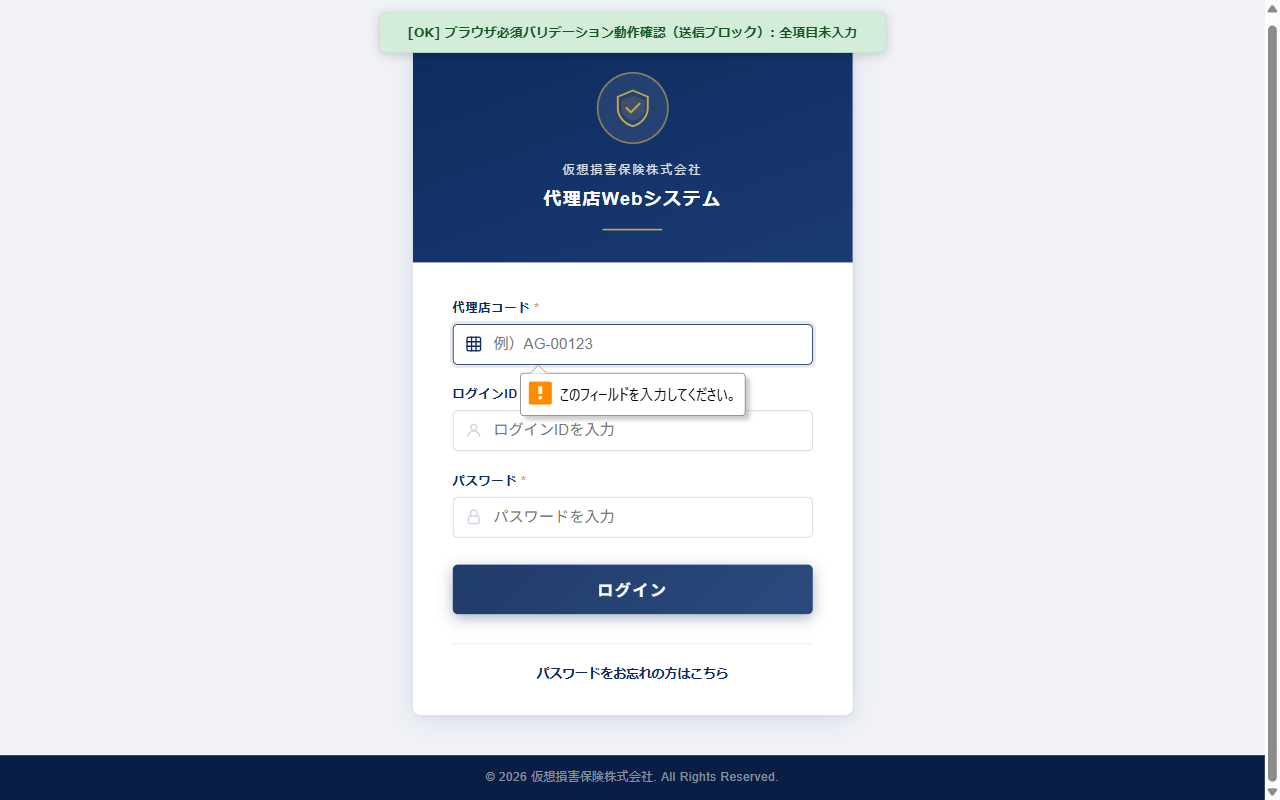 [OK] ブラウザ必須バリデーション動作確認（送信ブロック）: 全項目未入力
仮想損害保険株式会社
代理店Webシステム
代理店コード *
例）AG-00123
このフィールドを入力してください。
ログインID
ログインIDを入力
パスワード *
パスワードを入力
ログイン
パスワードをお忘れの方はこちら
© 2026 仮想損害保険株式会社. All Rights Reserved.